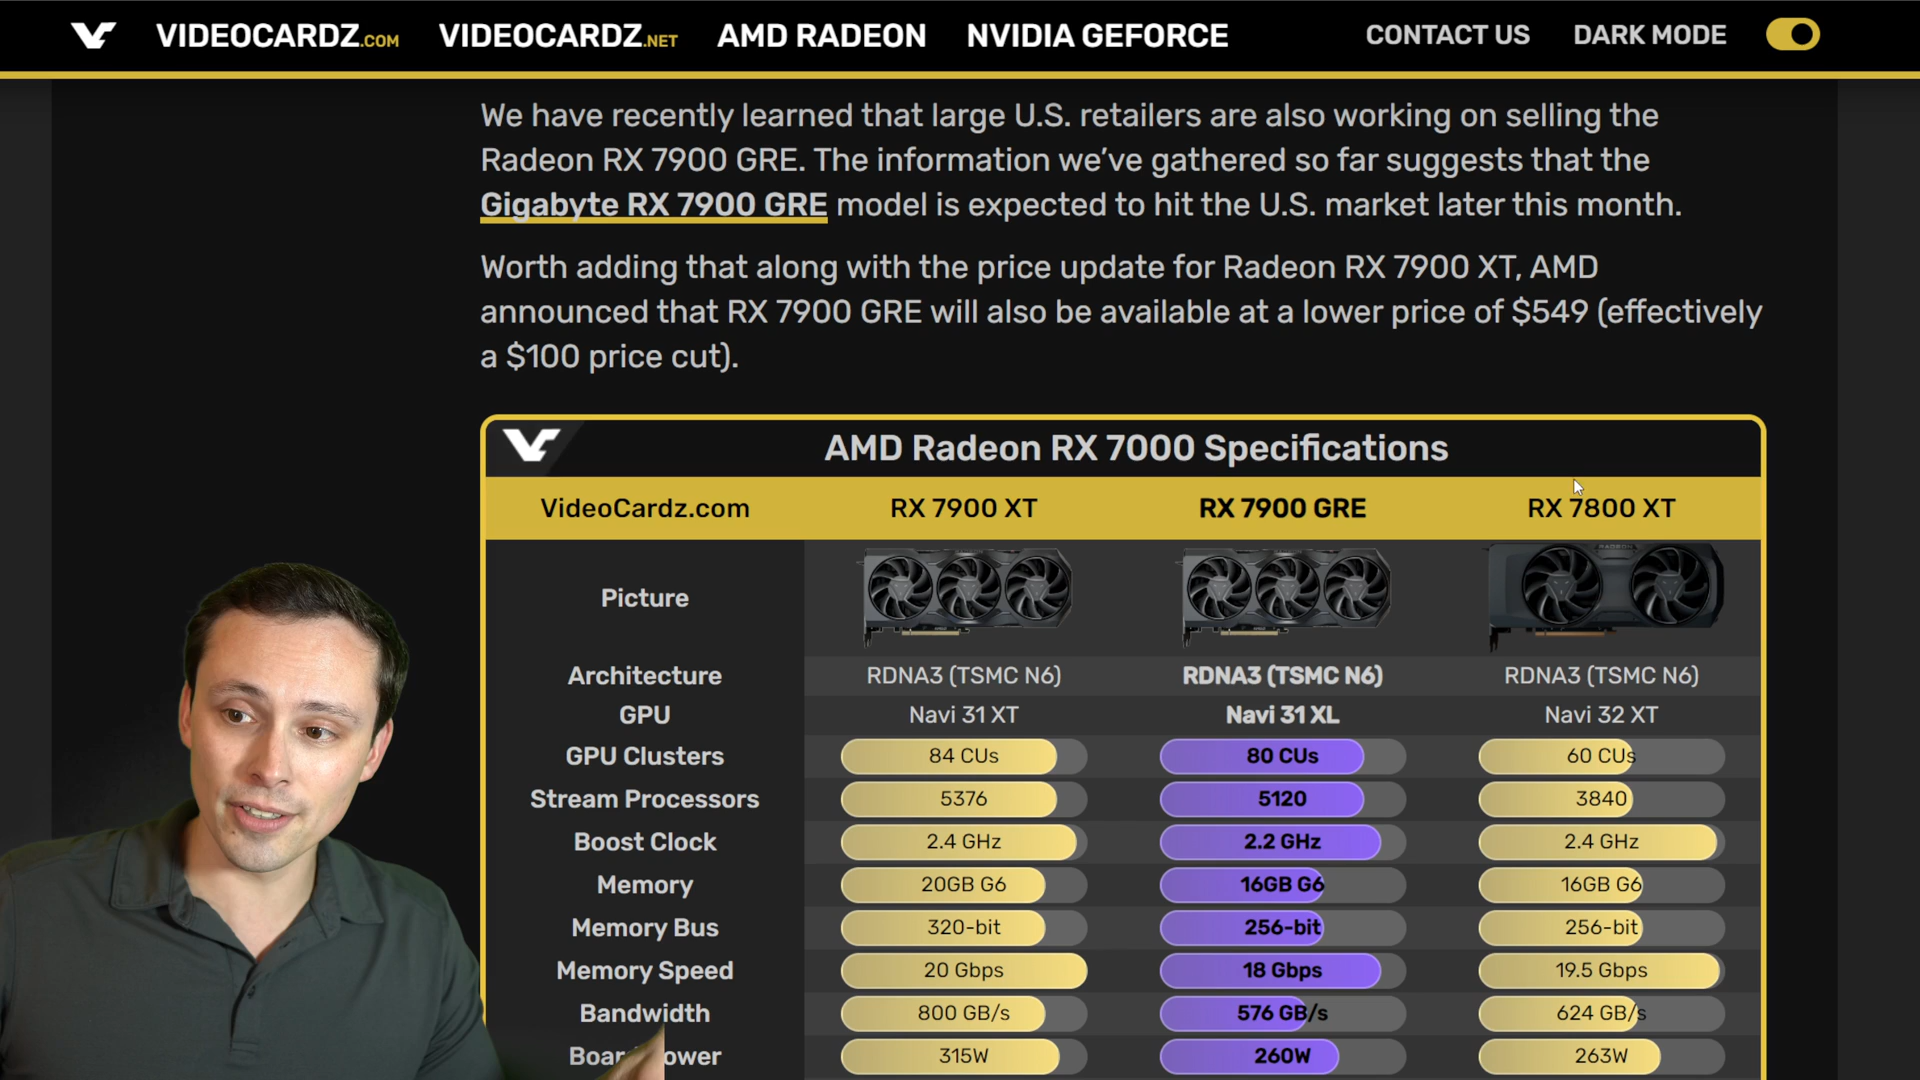 VIDEOCARDZ.COM VIDEOCARDZ.NET AMD RADEON NVIDIA GEFORCE CONTACT US DARK MODE
We have recently learned that large U.S. retailers are also working on selling the
Radeon RX 7900 GRE. The information we’ve gathered so far suggests that the
Gigabyte RX 7900 GRE model is expected to hit the U.S. market later this month.
Worth adding that along with the price update for Radeon RX 7900 XT, AMD
announced that RX 7900 GRE will also be available at a lower price of $549 (effectively
a $100 price cut).
AMD Radeon RX 7000 Specifications
VideoCardz.com RX 7900 XT RX 7900 GRE RX 7800 XT
Picture
Architecture RDNA3 (TSMC N6) RDNA3 (TSMC N6) RDNA3 (TSMC N6)
GPU Navi 31 XT Navi 31 XL Navi 32 XT
GPU Clusters 84 CUs 80 CUs 60 CUs
Stream Processors 5376 5120 3840
Boost Clock 2.4 GHz 2.2 GHz 2.4 GHz
Memory 20GB G6 16GB G6 16GB G6
Memory Bus 320-bit 256-bit 256-bit
Memory Speed 20 Gbps 18 Gbps 19.5 Gbps
Bandwidth 800 GB/s 576 GB/s 624 GB/s
315W 260W 263W